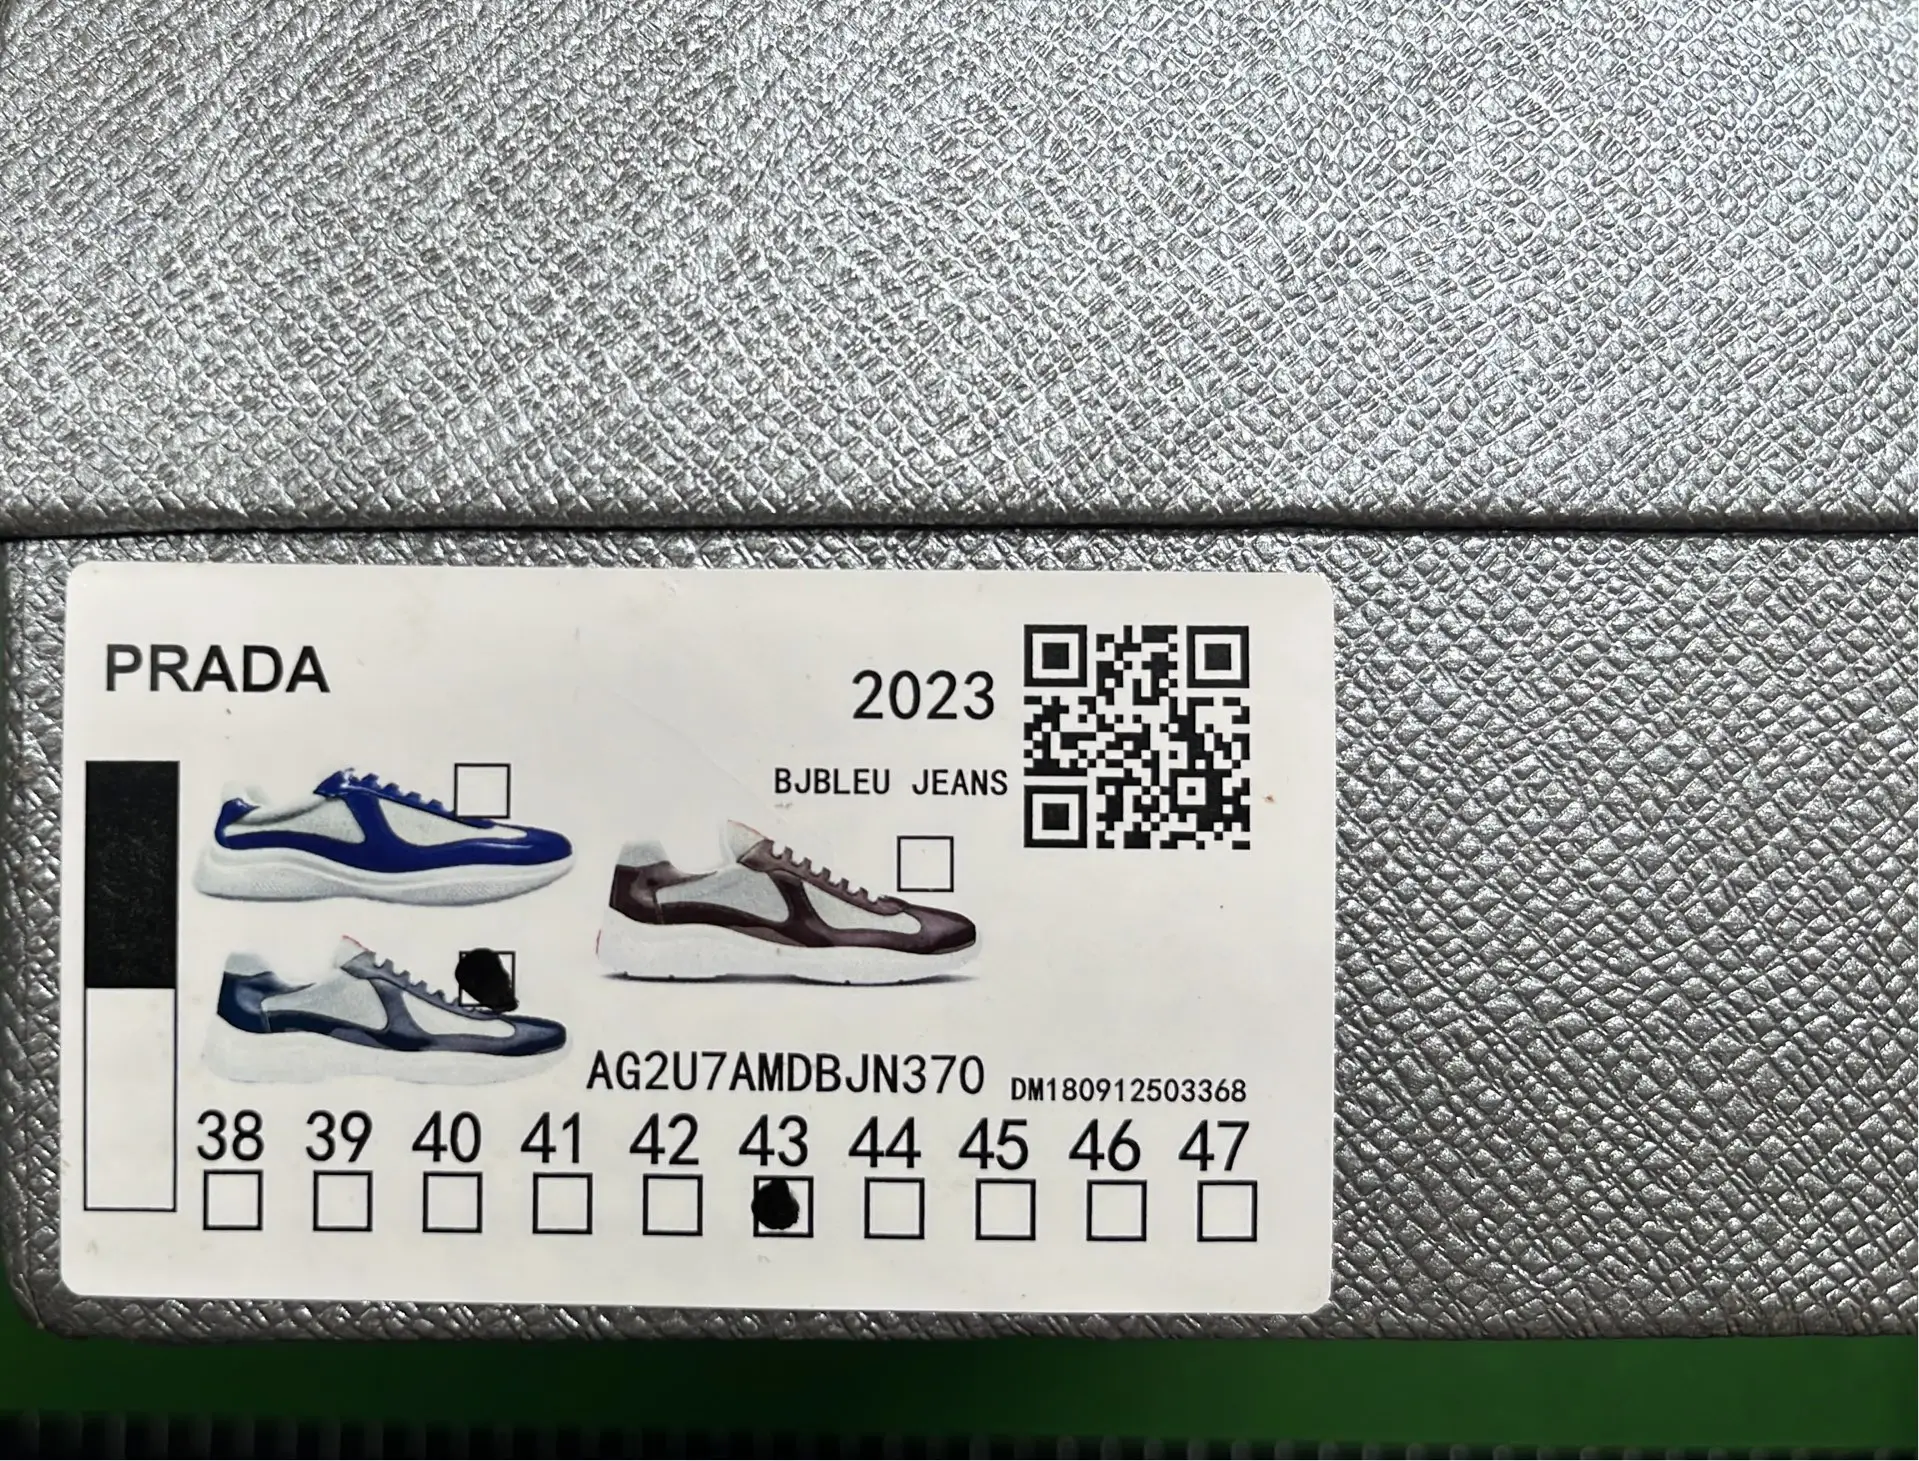 PRADA
2023
BJBLEU JEANS
AG2U7AMDBJN370 DM180912503368
38 39 40 41 42 43 44 45 46 47